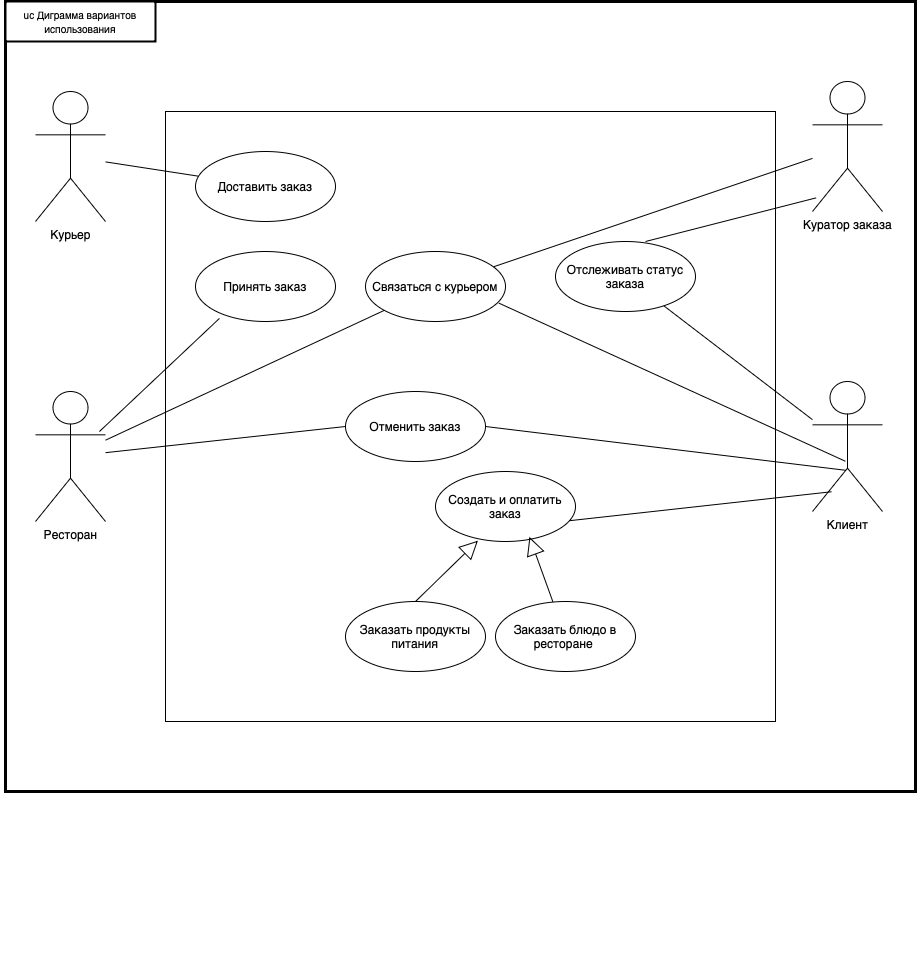 uc Диграмма вариантов
использования
Доставить заказ
Куратор заказа
Курьер
Отслеживать статус
заказа
Принять заказ
Связаться с курьером
Отменить заказ
Создать и оплатить
заказ
Клиент
Ресторан
Заказать продукты
питания
Заказать блюдо в
ресторане